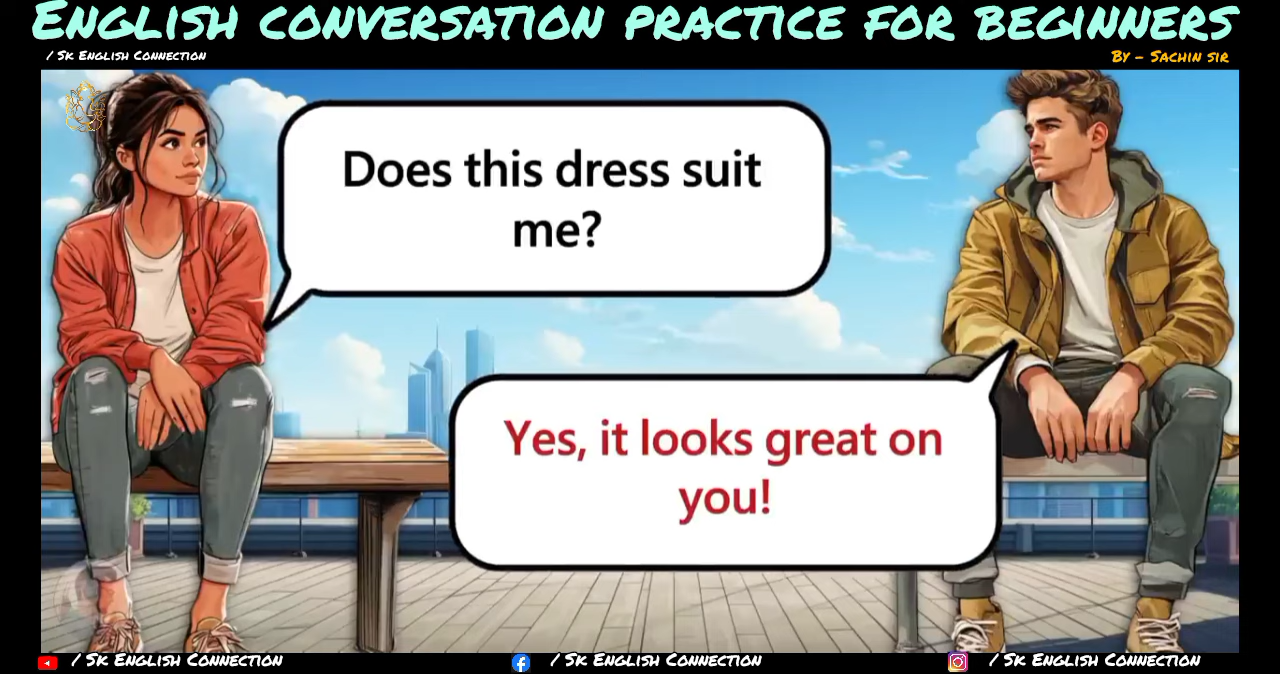 English conversation practice for beginners
/ Sk English Connection
By - Sachin sir
Does this dress suit
me?
Yes, it looks great on
you!
/ Sk English Connection
/ Sk English Connection
/ Sk English Connection